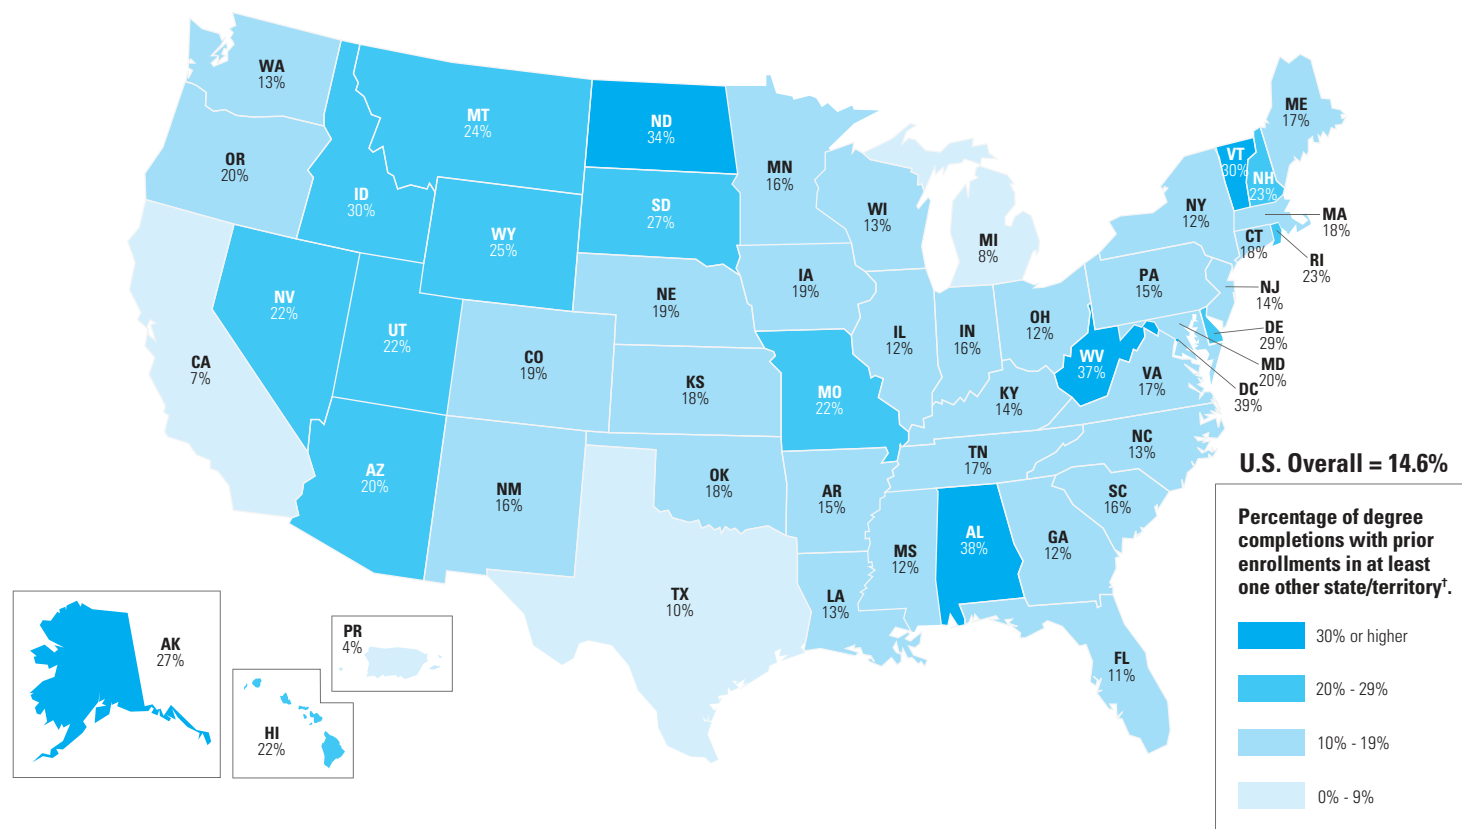 WA
13%
MT
24%
ND
34%
ME
17%
OR
20%
MN
16%
VT
30%
NH
23%
ID
30%
SD
27%
WI
13%
NY
12%
MA
18%
WY
25%
MI
8%
CT
18%
RI
23%
IA
19%
PA
15%
NJ
14%
NV
22%
NE
19%
UT
22%
IL
12%
IN
16%
OH
12%
DE
29%
CA
7%
CO
19%
WV
37%
MD
20%
KS
18%
MO
22%
VA
17%
DC
39%
KY
14%
NC
13%
AZ
20%
TN
17%
U.S. Overall = 14.6%
NM
16%
OK
18%
AR
15%
SC
16%
AL
38%
GA
12%
MS
12%
Percentage of degree
completions with prior
enrollments in at least
one other state/territory†.
TX
10%
LA
13%
PR
4%
AK
27%
30% or higher
FL
11%
20% - 29%
HI
22%
10% - 19%
0% - 9%